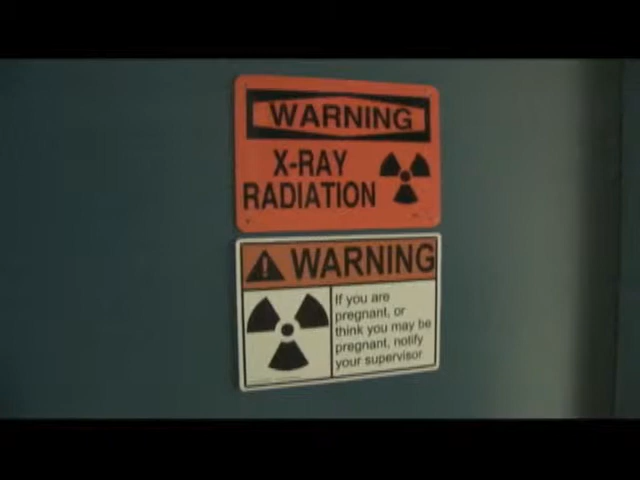 WARNING
X-RAY
RADIATION
WARNING
If you are
pregnant, or
think you may be
pregnant, notify
your supervisor